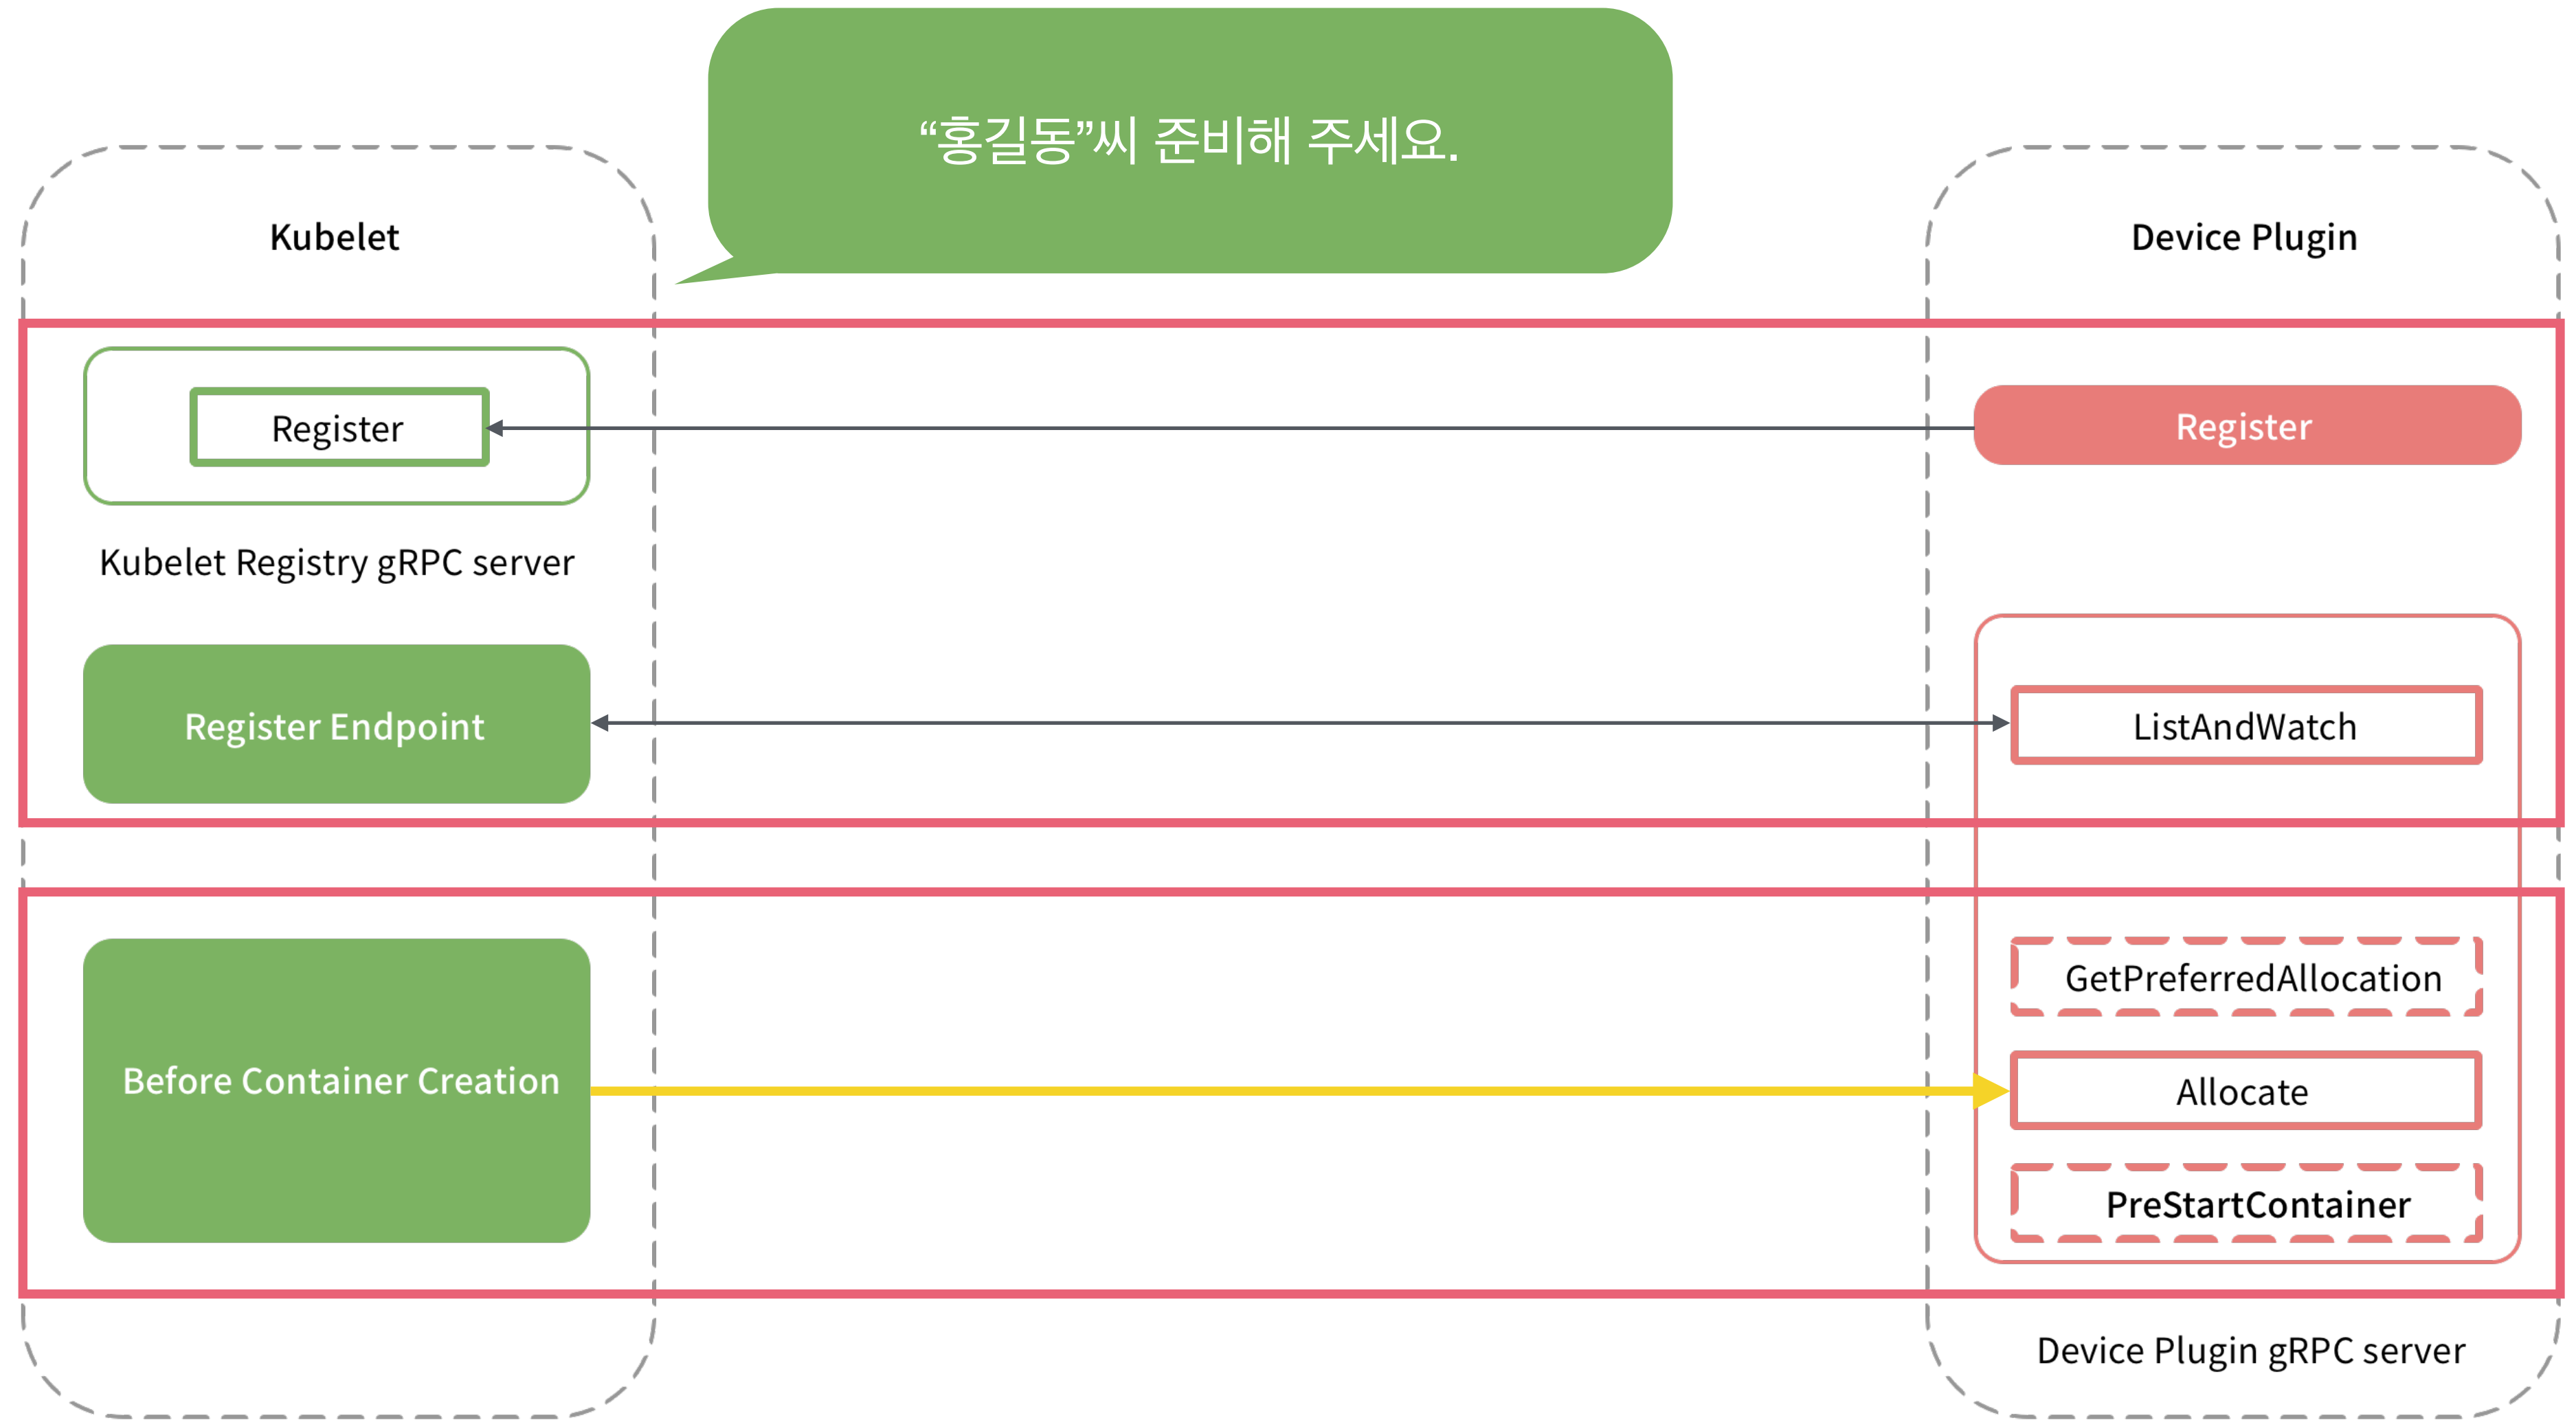 “홍길동”씨 준비해 주세요.
Kubelet
Device Plugin
Register
Register
Kubelet Registry gRPC server
Register Endpoint
ListAndWatch
GetPreferredAllocation
Before Container Creation
Allocate
PreStartContainer
Device Plugin gRPC server